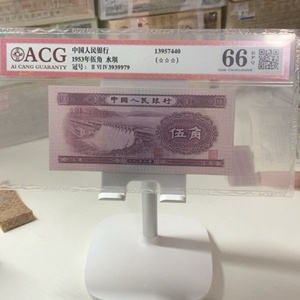 ACG
AI CANG GUARANTY
中国人民银行
1953年伍角 水坝
冠号: Ⅱ Ⅵ Ⅳ 3939979
13957440
(☆☆☆)
66
EPQ
中国人民银行
伍角